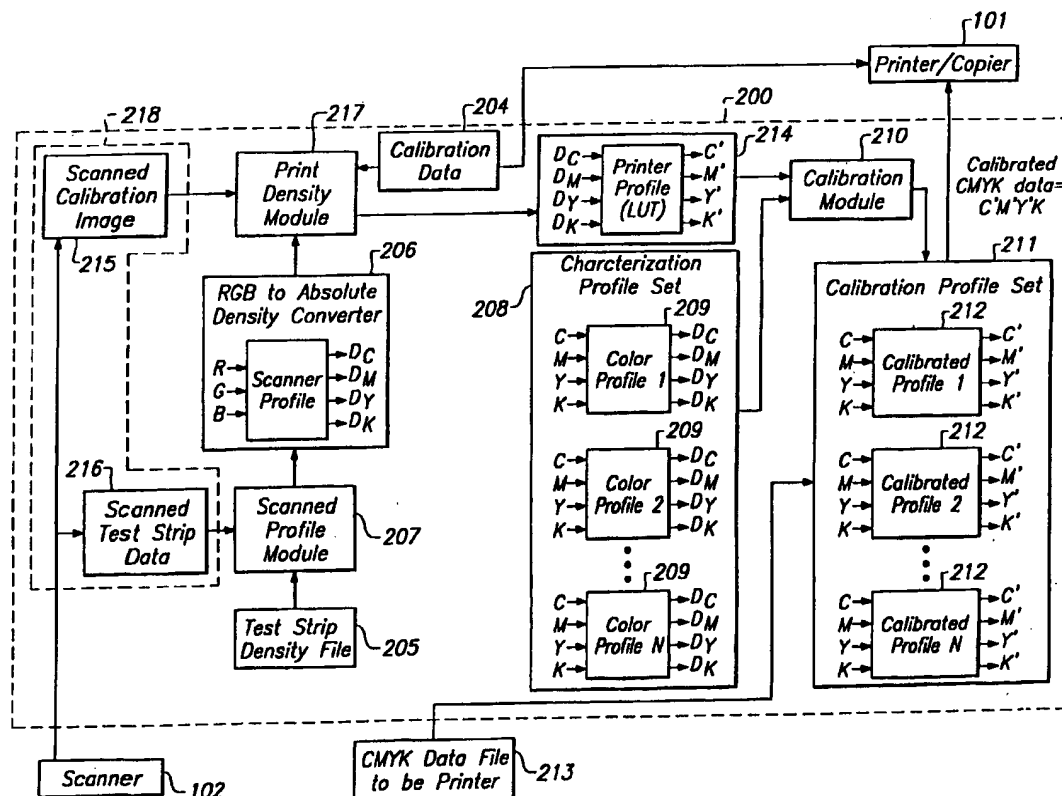 101
Printer/Copier
200
218
217
204
Calibration Data
214
210
Scanned Calibration Image
215
Print Density Module
DC
DM
DY
DK
Printer Profile (LUT)
C'
M'
Y'
K'
Calibration Module
Calibrated
CMYK data=
C'M'Y'K
206
RGB to Absolute
Density Converter
R
G
B
Scanner Profile
DC
DM
DY
DK
208
Charcterization
Profile Set
209
C
M
Y
K
Color Profile 1
DC
DM
DY
DK
209
C
M
Y
K
Color Profile 2
DC
DM
DY
DK
209
C
M
Y
K
Color Profile N
DC
DM
DY
DK
211
Calibration Profile Set
212
C
M
Y
K
Calibrated Profile 1
C'
M'
Y'
K'
212
C
M
Y
K
Calibrated Profile 2
C'
M'
Y'
K'
212
C
M
Y
K
Calibrated Profile N
C'
M'
Y'
K'
216
Scanned
Test Strip
Data
Scanned
Profile
Module
207
Test Strip
Density File
205
Scanner
102
CMYK Data File
to be Printer
213